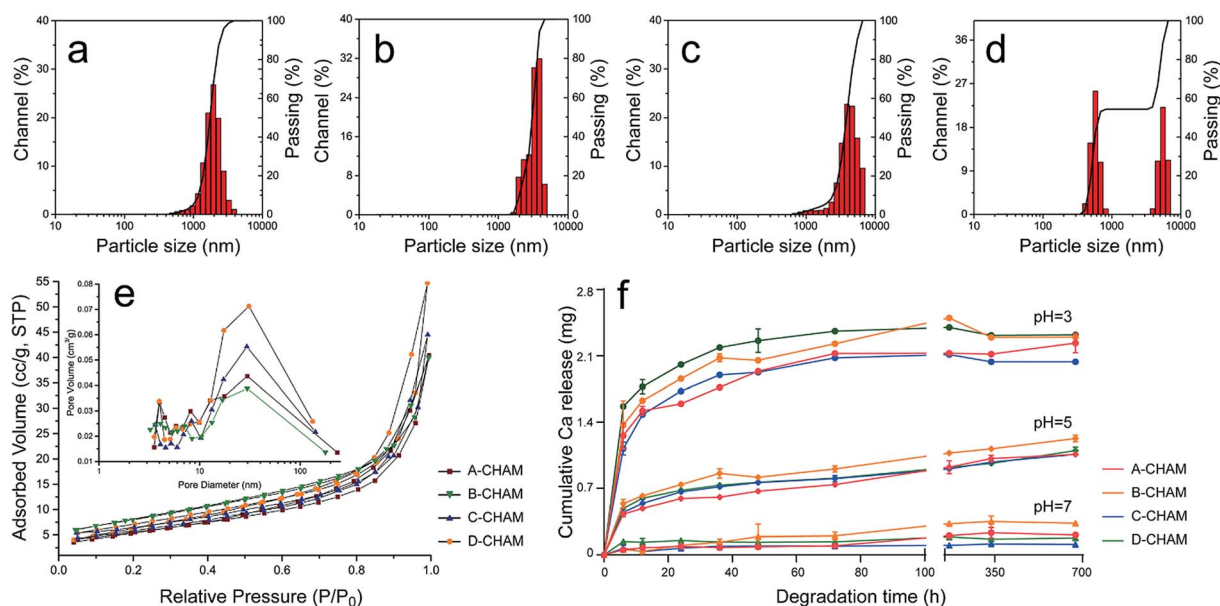 a
Channel (%)
40
30
20
10
0
100
80
60
40
20
0
Passing (%)
10
100
1000
10000
Particle size (nm)
b
Channel (%)
40
32
24
16
8
0
100
80
60
40
20
0
Passing (%)
10
100
1000
10000
Particle size (nm)
c
Channel (%)
40
30
20
10
0
100
80
60
40
20
0
Passing (%)
10
100
1000
10000
Particle size (nm)
d
Channel (%)
36
27
18
9
0
100
80
60
40
20
0
Passing (%)
10
100
1000
10000
Particle size (nm)
e
Adsorbed Volume (cc/g, STP)
55
50
45
40
35
30
25
20
15
10
5
0
0.0
0.2
0.4
0.6
0.8
1.0
Relative Pressure (P/P0)
Pore Volume (cm³/g)
0.08
0.07
0.06
0.05
0.04
0.03
0.02
0.01
1
10
100
Pore Diameter (nm)
A-CHAM
B-CHAM
C-CHAM
D-CHAM
f
Cumulative Ca release (mg)
2.8
2.1
1.4
0.7
0
0
20
40
60
80
100
350
700
Degradation time (h)
pH=3
pH=5
pH=7
A-CHAM
B-CHAM
C-CHAM
D-CHAM